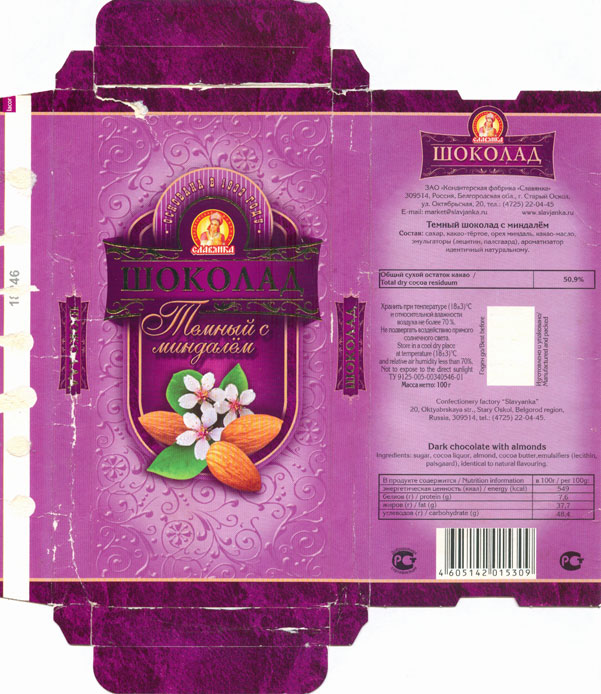 lacon
18 46
ОСНОВАНА В 1934 ГОДУ
СЛАВЯНКА
ШОКОЛАД
Темный с
миндалём
ШОКОЛАД
ШОКОЛАД
СЛАВЯНКА
ШОКОЛАД
ЗАО «Кондитерская фабрика «Славянка»
309514, Россия, Белгородская обл., г. Старый Оскол,
ул. Октябрьская, 20, тел.: (4725) 22-04-45
E-mail: market@slavjanka.ru www.slavjanka.ru
Темный шоколад с миндалём
Состав: сахар, какао-тёртое, орех миндаль, какао-масло,
эмульгаторы (лецитин, палсгаард), ароматизатор
идентичный натуральному.
Общий сухой остаток какао /
Total dry cocoa residuum
50,9%
Хранить при температуре (18±3)°С
и относительной влажности
воздуха не более 70 %.
Не подвергать воздействию прямого
солнечного света.
Store in a cool dry place
at temperature (18±3)°C
and relative air humidity less than 70%.
Not to expose to the direct sunlight
ТУ 9125-005-00340546-01
Масса нетто: 100 г
Годен до/Best before
Изготовлено и упаковано/
Manufactured and packed
Confectionery factory "Slavyanka"
20, Oktyabrskaya str., Stary Oskol, Belgorod region,
Russia, 309514, tel.: (4725) 22-04-45.
Dark chocolate with almonds
Ingredients: sugar, cocoa liquor, almond, cocoa butter,emulsifers (lecithin,
palsgaard), identical to natural flavouring.
В продукте содержится / Nutrition information
в 100г / per 100g:
энергетическая ценность (ккал) / energy (kcal)
549
белков (г) / protein (g)
7,6
жиров (г) / fat (g)
37,7
углеводов (г) / carbohydrate (g)
48,4
4 605142 015309